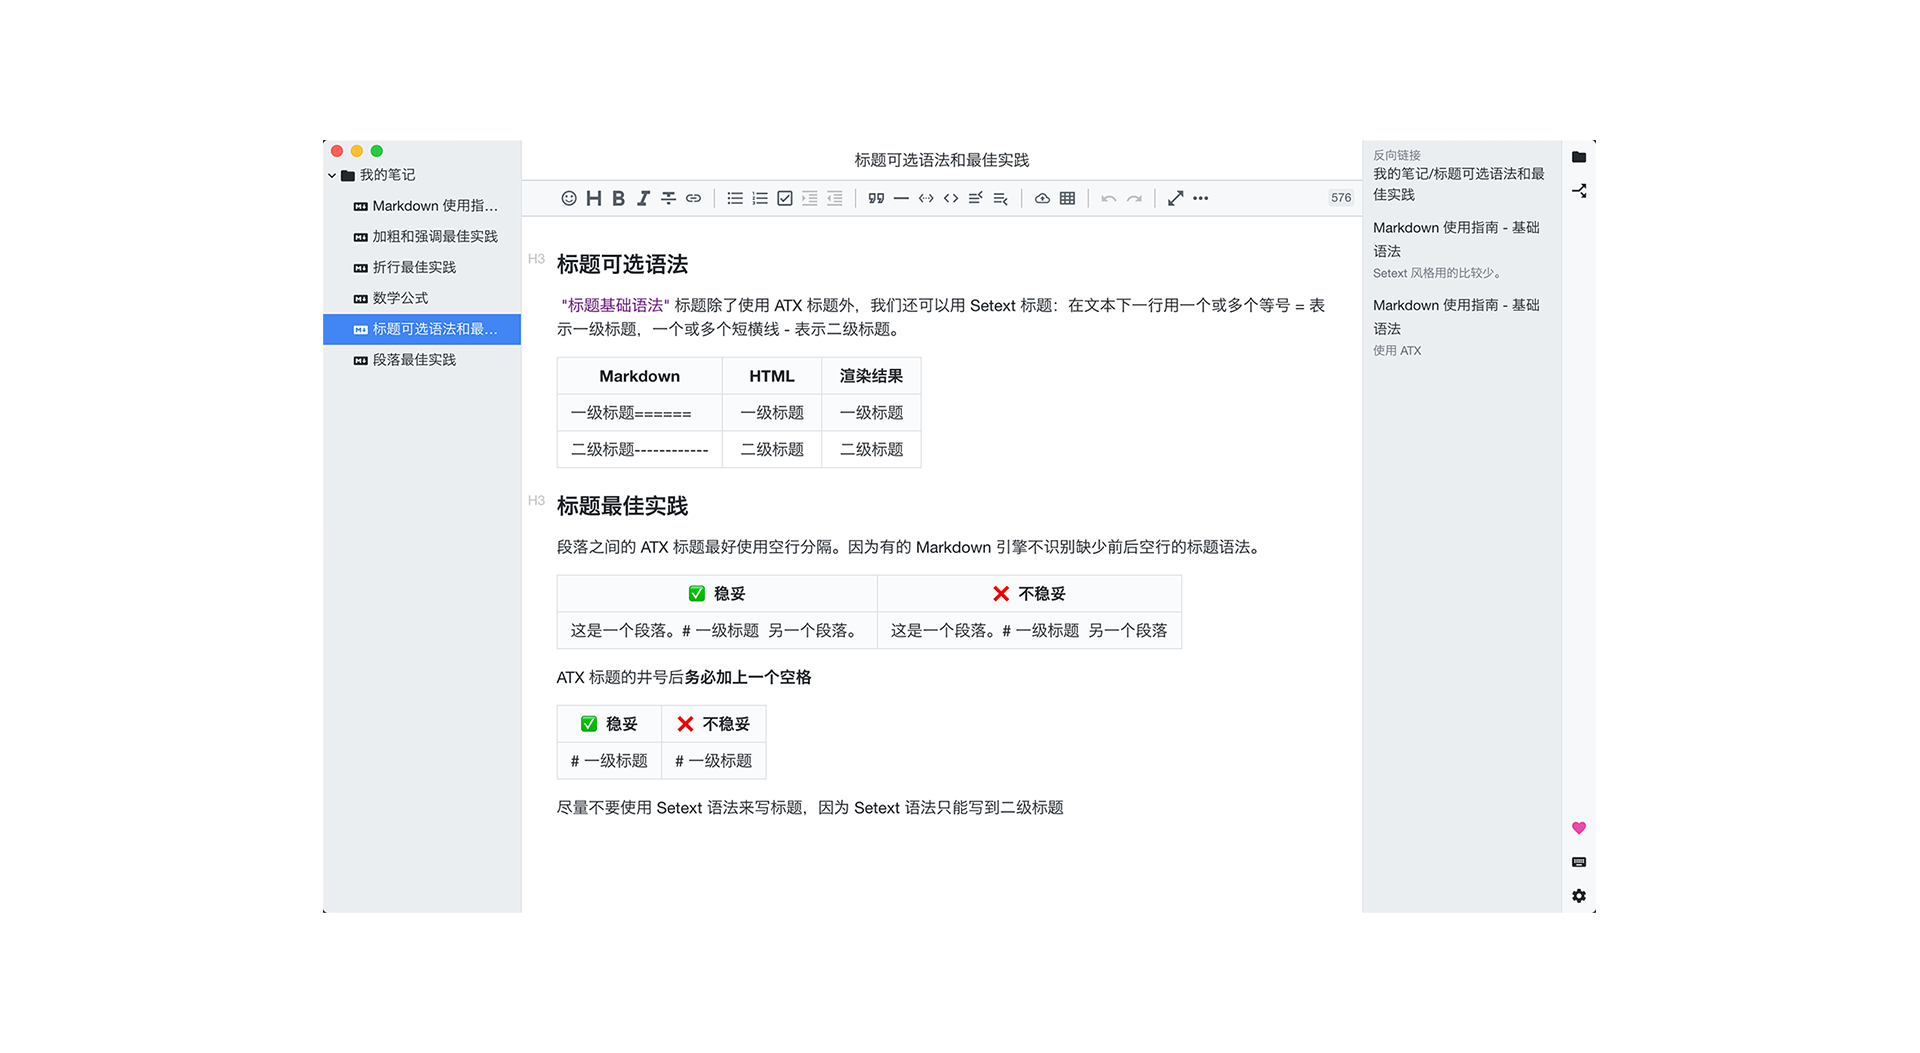 我的笔记
Markdown 使用指...
加粗和强调最佳实践
折行最佳实践
数学公式
标题可选语法和最...
段落最佳实践
标题可选语法和最佳实践
576
H3 标题可选语法
"标题基础语法" 标题除了使用 ATX 标题外，我们还可以用 Setext 标题：在文本下一行用一个或多个等号 = 表
示一级标题，一个或多个短横线 - 表示二级标题。
Markdown HTML 渲染结果
一级标题====== 一级标题 一级标题
二级标题------------ 二级标题 二级标题
H3 标题最佳实践
段落之间的 ATX 标题最好使用空行分隔。因为有的 Markdown 引擎不识别缺少前后空行的标题语法。
✅ 稳妥 ❌ 不稳妥
这是一个段落。# 一级标题 另一个段落。 这是一个段落。# 一级标题 另一个段落
ATX 标题的井号后务必加上一个空格
✅ 稳妥 ❌ 不稳妥
# 一级标题 # 一级标题
尽量不要使用 Setext 语法来写标题，因为 Setext 语法只能写到二级标题
反向链接
我的笔记/标题可选语法和最
佳实践
Markdown 使用指南 - 基础
语法
Setext 风格用的比较少。
Markdown 使用指南 - 基础
语法
使用 ATX